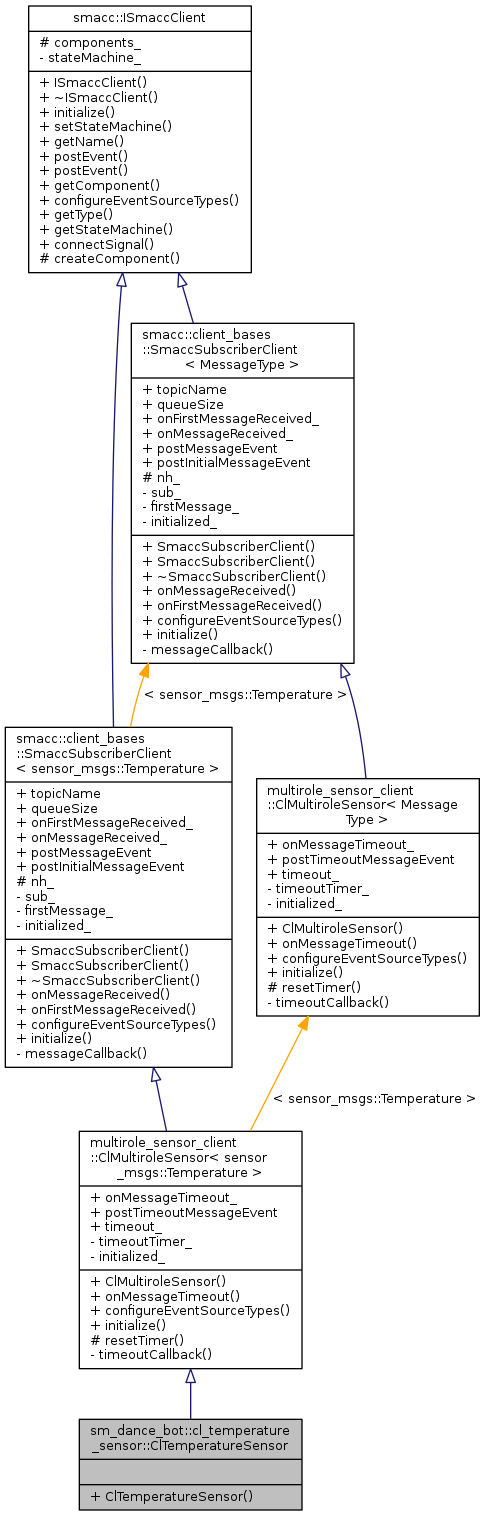 smacc::ISmaccClient
# components_
- stateMachine_
+ ISmaccClient()
+ ~ISmaccClient()
+ initialize()
+ setStateMachine()
+ getName()
+ postEvent()
+ postEvent()
+ getComponent()
+ configureEventSourceTypes()
+ getType()
+ getStateMachine()
+ connectSignal()
# createComponent()
smacc::client_bases
::SmaccSubscriberClient
< MessageType >
+ topicName
+ queueSize
+ onFirstMessageReceived_
+ onMessageReceived_
+ postMessageEvent
+ postInitialMessageEvent
# nh_
- sub_
- firstMessage_
- initialized_
+ SmaccSubscriberClient()
+ SmaccSubscriberClient()
+ ~SmaccSubscriberClient()
+ onMessageReceived()
+ onFirstMessageReceived()
+ configureEventSourceTypes()
+ initialize()
- messageCallback()
< sensor_msgs::Temperature >
smacc::client_bases
::SmaccSubscriberClient
< sensor_msgs::Temperature >
+ topicName
+ queueSize
+ onFirstMessageReceived_
+ onMessageReceived_
+ postMessageEvent
+ postInitialMessageEvent
# nh_
- sub_
- firstMessage_
- initialized_
+ SmaccSubscriberClient()
+ SmaccSubscriberClient()
+ ~SmaccSubscriberClient()
+ onMessageReceived()
+ onFirstMessageReceived()
+ configureEventSourceTypes()
+ initialize()
- messageCallback()
multirole_sensor_client
::ClMultiroleSensor< Message
Type >
+ onMessageTimeout_
+ postTimeoutMessageEvent
+ timeout_
- timeoutTimer_
- initialized_
+ ClMultiroleSensor()
+ onMessageTimeout()
+ configureEventSourceTypes()
+ initialize()
# resetTimer()
- timeoutCallback()
< sensor_msgs::Temperature >
multirole_sensor_client
::ClMultiroleSensor< sensor
_msgs::Temperature >
+ onMessageTimeout_
+ postTimeoutMessageEvent
+ timeout_
- timeoutTimer_
- initialized_
+ ClMultiroleSensor()
+ onMessageTimeout()
+ configureEventSourceTypes()
+ initialize()
# resetTimer()
- timeoutCallback()
sm_dance_bot::cl_temperature
_sensor::ClTemperatureSensor
+ ClTemperatureSensor()